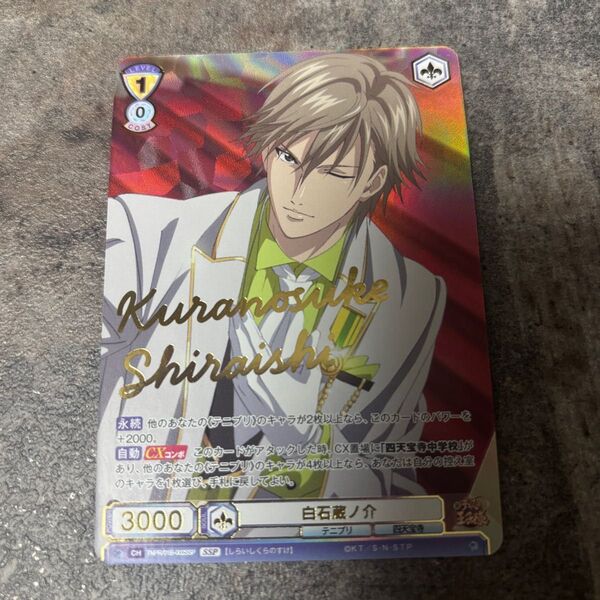 LEVEL
1
0
COST
Kuranosuke
Shiraishi
永続 他のあなたの《テニプリ》のキャラが2枚以上なら、このカードのパワーを
+2000。
自動 CXコンボ このカードがアタックした時、CX置場に「四天宝寺中学校」が
あり、他のあなたの《テニプリ》のキャラが4枚以上なら、あなたは自分の控え室
のキャラを1枚選び、手札に戻してよい。
3000
白石蔵ノ介
テニプリ 四天宝寺
CH SSP 【しらいしくらのすけ】 ©KT/S・N・STP